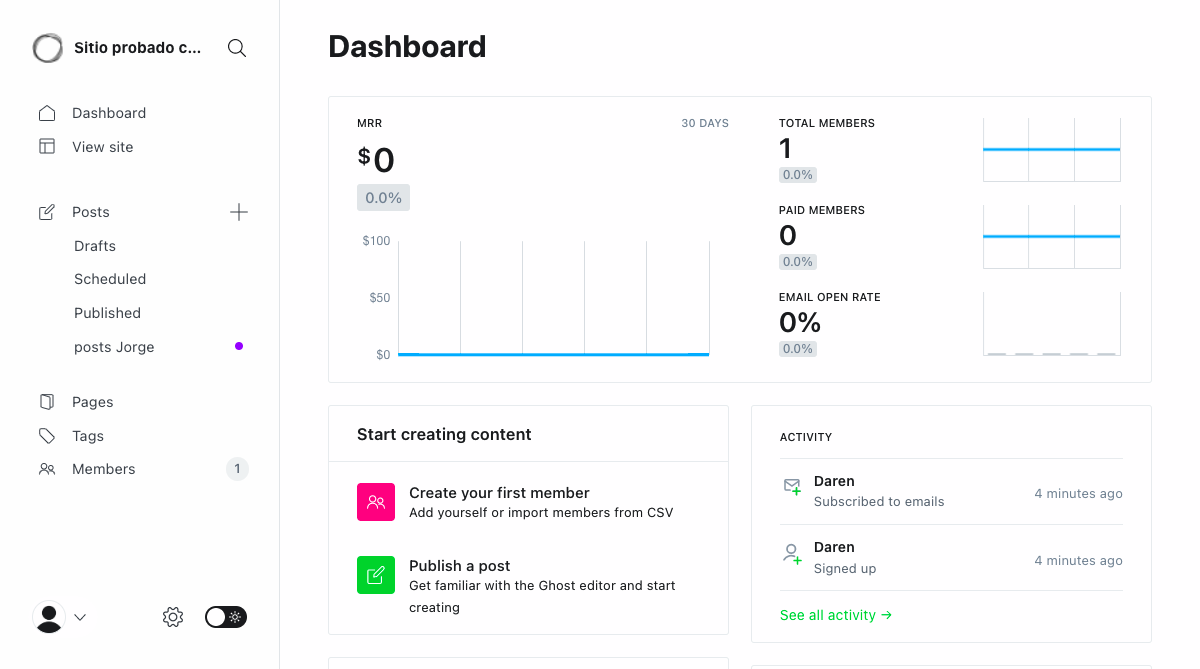 Sitio probado c...
Dashboard
View site
Posts
Drafts
Scheduled
Published
posts Jorge
Pages
Tags
Members
1
Dashboard
MRR
30 DAYS
$0
0.0%
$100
$50
$0
TOTAL MEMBERS
1
0.0%
PAID MEMBERS
0
0.0%
EMAIL OPEN RATE
0%
0.0%
Start creating content
Create your first member
Add yourself or import members from CSV
Publish a post
Get familiar with the Ghost editor and start
creating
ACTIVITY
Daren
Subscribed to emails
4 minutes ago
Daren
Signed up
4 minutes ago
See all activity →